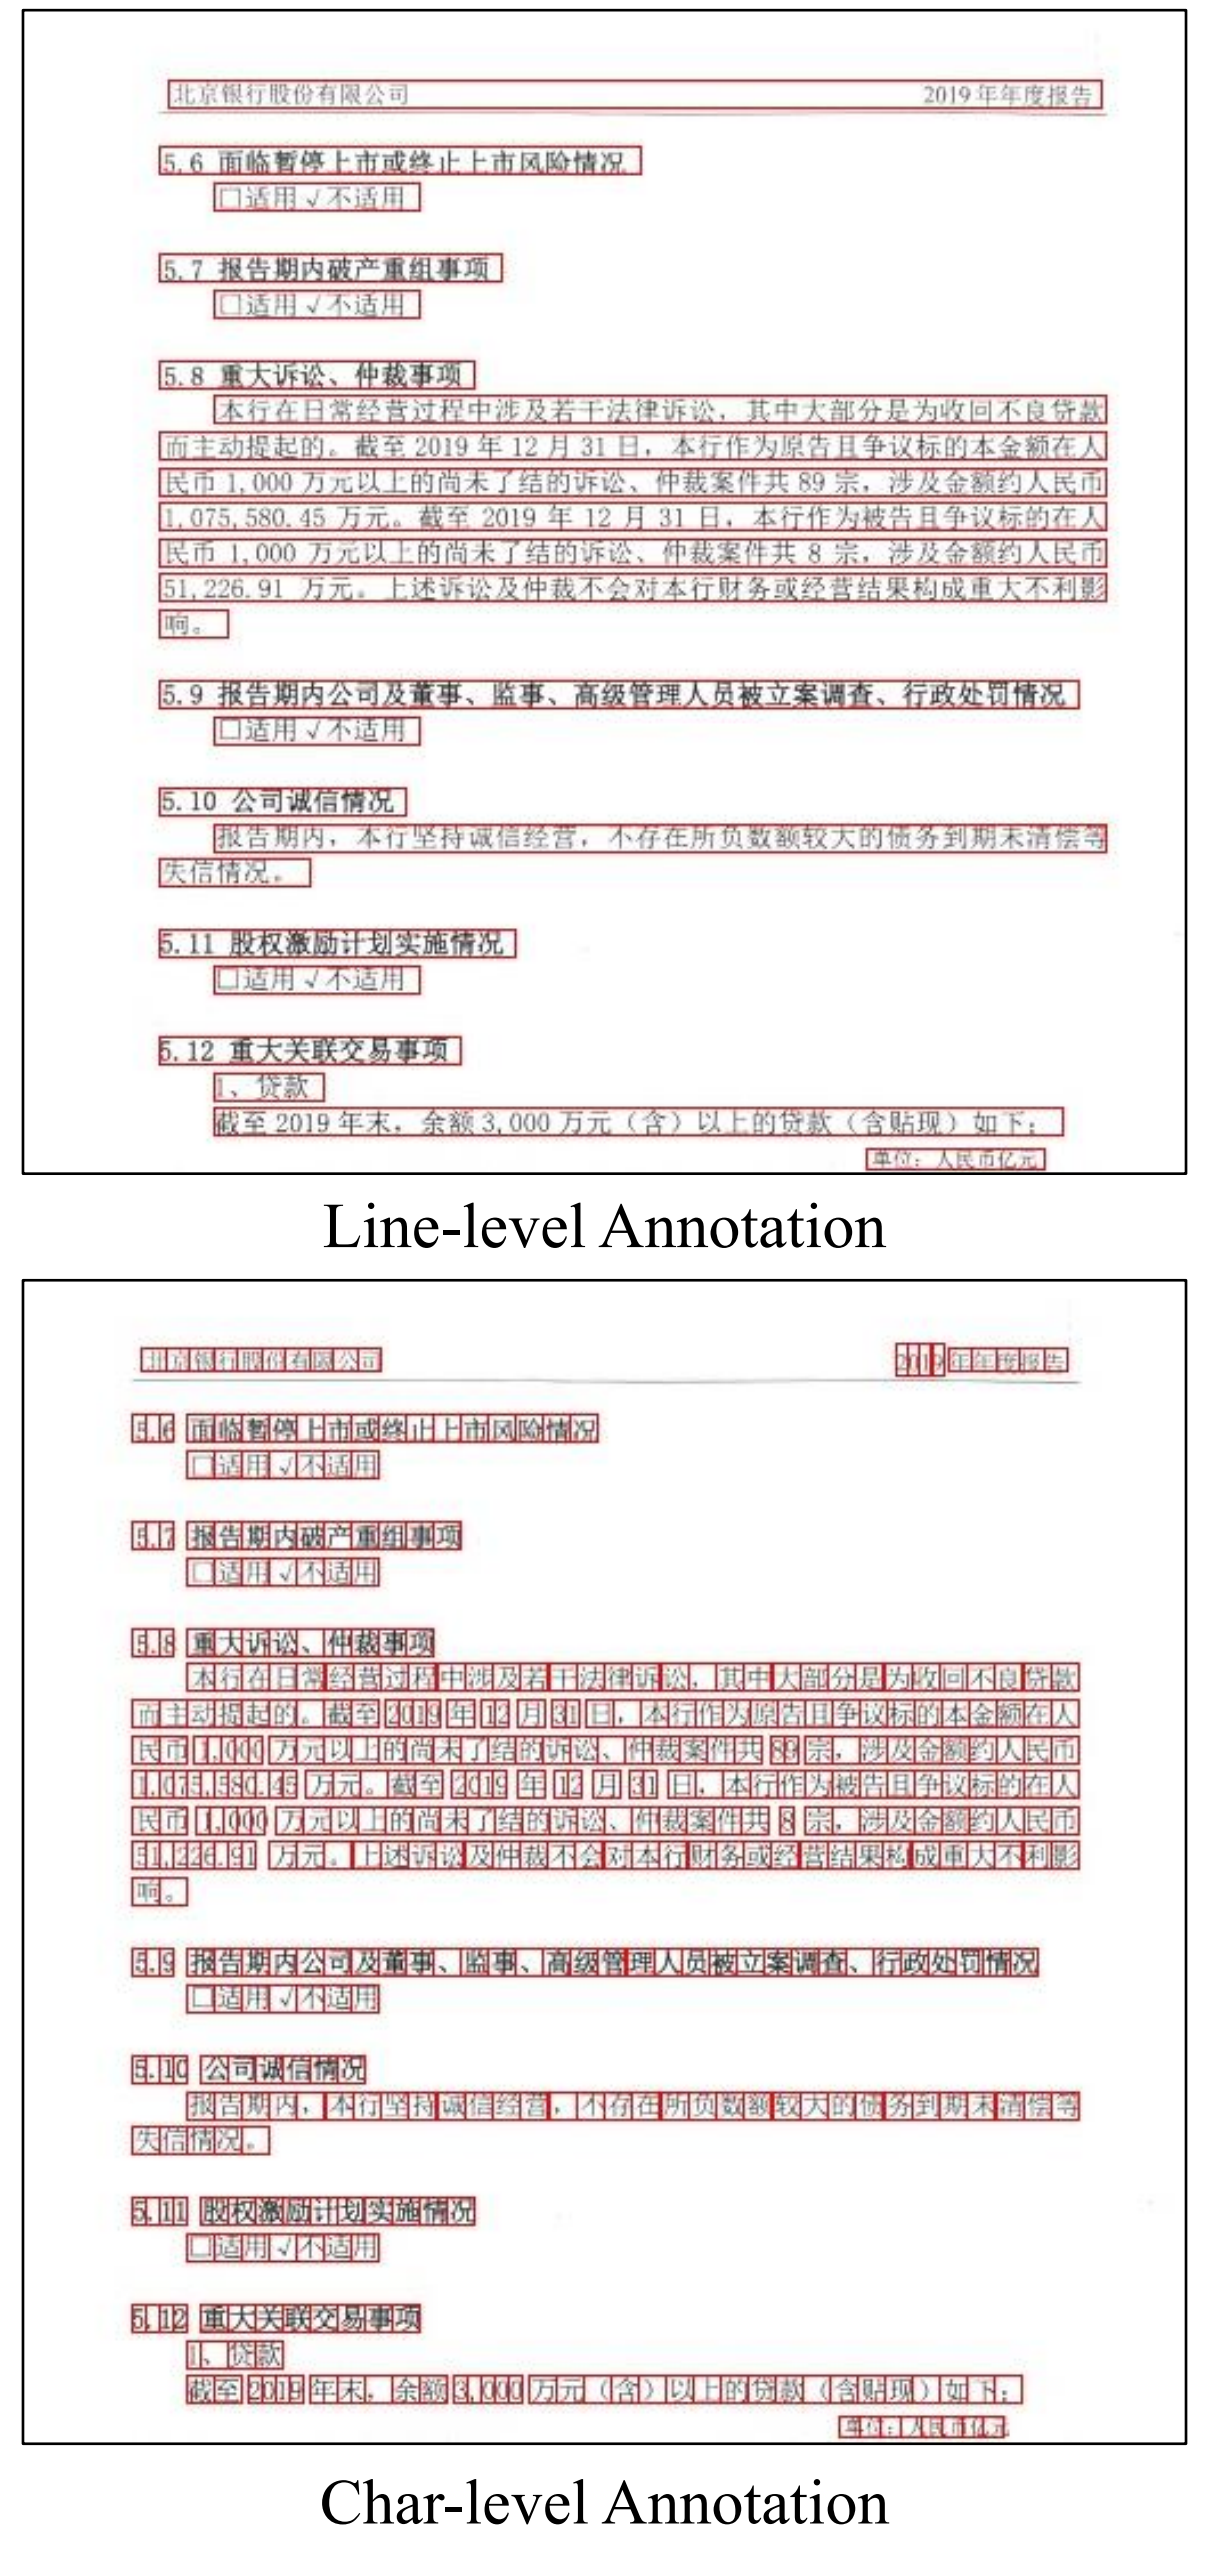 北京银行股份有限公司 2019 年年度报告
5.6 面临暂停上市或终止上市风险情况
□适用 √不适用
5.7 报告期内破产重组事项
□适用 √不适用
5.8 重大诉讼、仲裁事项
本行在日常经营过程中涉及若干法律诉讼，其中大部分是为收回不良贷款
而主动提起的。截至 2019 年 12 月 31 日，本行作为原告且争议标的本金额在人
民币 1,000 万元以上的尚未了结的诉讼、仲裁案件共 89 宗，涉及金额约人民币
1,075,580.45 万元。截至 2019 年 12 月 31 日，本行作为被告且争议标的在人
民币 1,000 万元以上的尚未了结的诉讼、仲裁案件共 8 宗，涉及金额约人民币
51,226.91 万元。上述诉讼及仲裁不会对本行财务或经营结果构成重大不利影
响。
5.9 报告期内公司及董事、监事、高级管理人员被立案调查、行政处罚情况
□适用 √不适用
5.10 公司诚信情况
报告期内，本行坚持诚信经营，不存在所负数额较大的债务到期未清偿等
失信情况。
5.11 股权激励计划实施情况
□适用 √不适用
5.12 重大关联交易事项
1、贷款
截至 2019 年末，余额 3,000 万元（含）以上的贷款（含贴现）如下：
单位：人民币亿元
Line-level Annotation
北京银行股份有限公司 2019 年年度报告
5.6 面临暂停上市或终止上市风险情况
□适用 √不适用
5.7 报告期内破产重组事项
□适用 √不适用
5.8 重大诉讼、仲裁事项
本行在日常经营过程中涉及若干法律诉讼，其中大部分是为收回不良贷款
而主动提起的。截至 2019 年 12 月 31 日，本行作为原告且争议标的本金额在人
民币 1,000 万元以上的尚未了结的诉讼、仲裁案件共 89 宗，涉及金额约人民币
1,075,580.45 万元。截至 2019 年 12 月 31 日，本行作为被告且争议标的在人
民币 1,000 万元以上的尚未了结的诉讼、仲裁案件共 8 宗，涉及金额约人民币
51,226.91 万元。上述诉讼及仲裁不会对本行财务或经营结果构成重大不利影
响。
5.9 报告期内公司及董事、监事、高级管理人员被立案调查、行政处罚情况
□适用 √不适用
5.10 公司诚信情况
报告期内，本行坚持诚信经营，不存在所负数额较大的债务到期未清偿等
失信情况。
5.11 股权激励计划实施情况
□适用 √不适用
5.12 重大关联交易事项
1、贷款
截至 2019 年末，余额 3,000 万元（含）以上的贷款（含贴现）如下：
单位：人民币亿元
Char-level Annotation